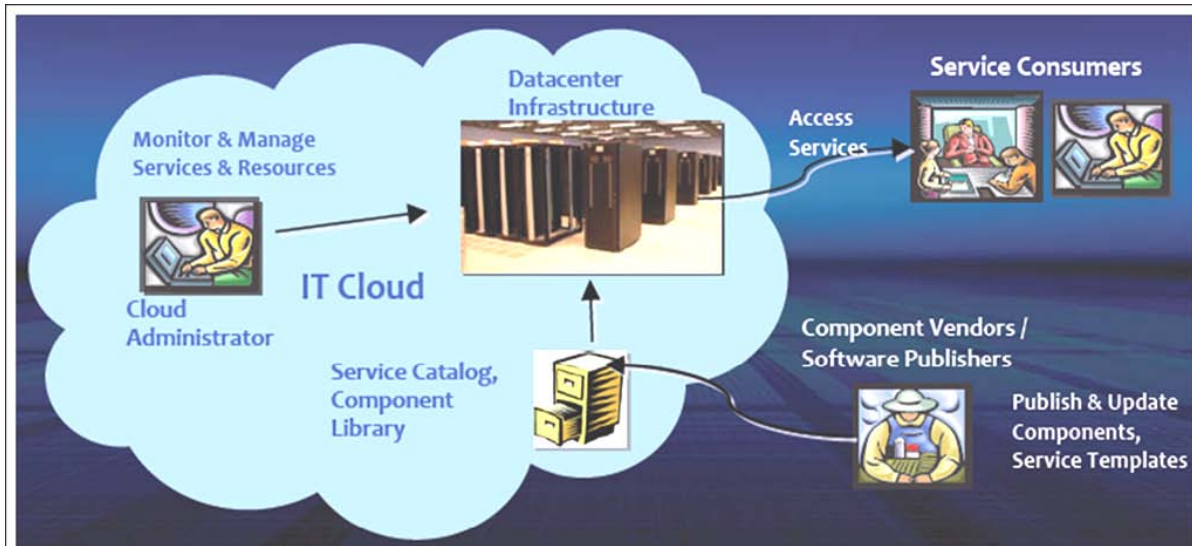 Datacenter
Infrastructure
Service Consumers
Monitor & Manage
Services & Resources
Access
Services
IT Cloud
Cloud
Administrator
Component Vendors /
Software Publishers
Service Catalog,
Component
Library
Publish & Update
Components,
Service Templates